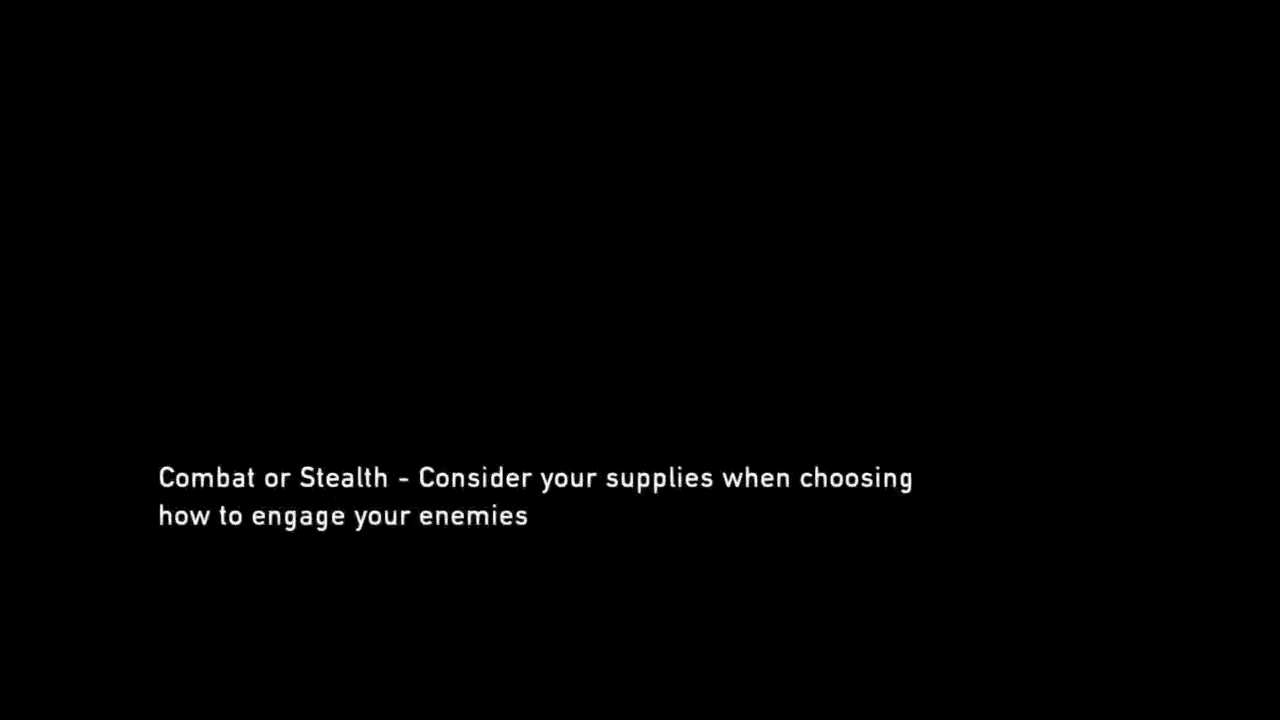 Combat or Stealth - Consider your supplies when choosing
how to engage your enemies